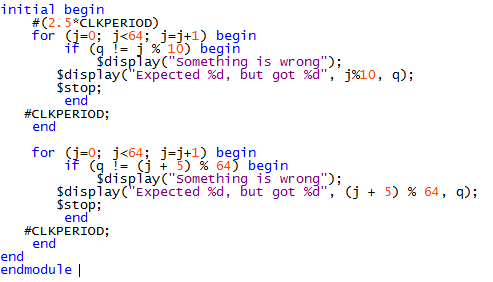 initial begin
    #(2.5*CLKPERIOD)
    for (j=0; j<64; j=j+1) begin
        if (q != j % 10) begin
            $display("Something is wrong");
       $display("Expected %d, but got %d", j%10, q);
       $stop;
        end
   #CLKPERIOD;
    end

    for (j=0; j<64; j=j+1) begin
        if (q != (j + 5) % 64) begin
            $display("Something is wrong");
       $display("Expected %d, but got %d", (j + 5) % 64, q);
       $stop;
        end
   #CLKPERIOD;
    end
end
endmodule